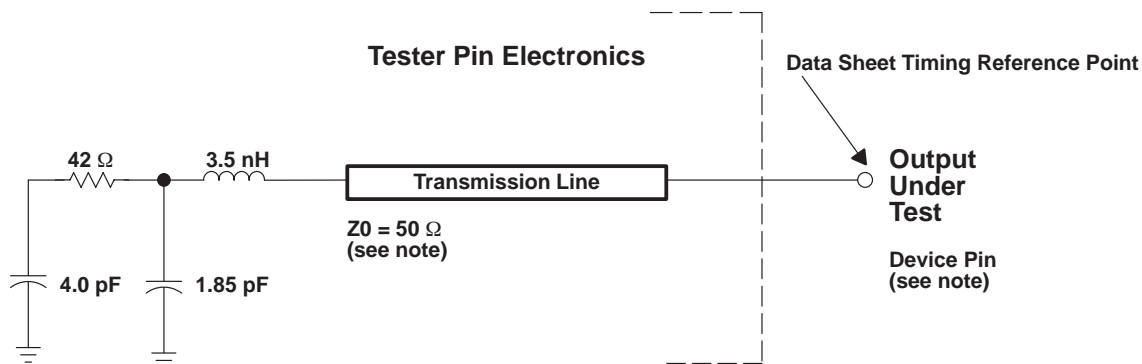 Tester Pin Electronics
Data Sheet Timing Reference Point
42 Ω
3.5 nH
Transmission Line
Output
Under
Test
Z0 = 50 Ω
(see note)
Device Pin
(see note)
4.0 pF
1.85 pF